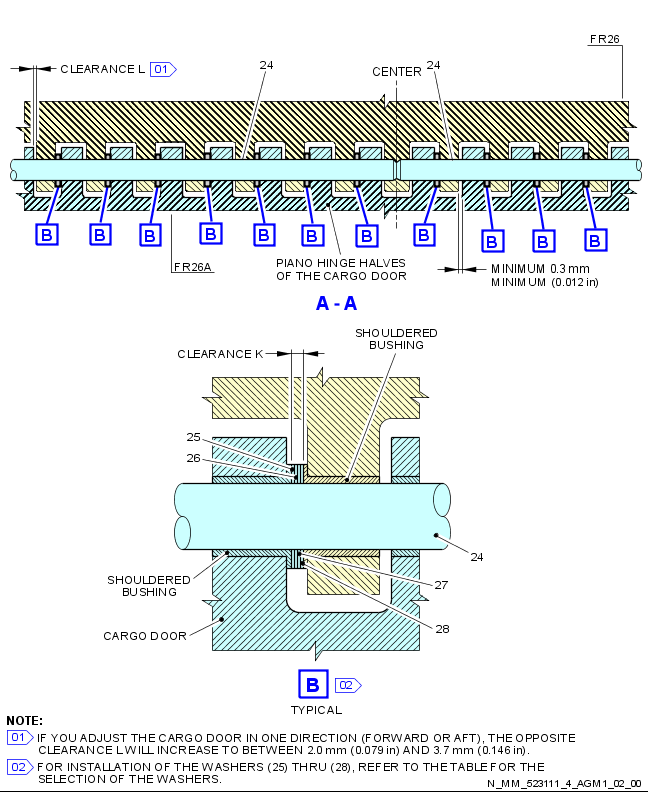 FR26
CLEARANCE L 01
24
CENTER
24
B B B B B B B B B B B
FR26A
PIANO HINGE HALVES
OF THE CARGO DOOR
MINIMUM 0.3 mm
MINIMUM (0.012 in)
A - A
SHOULDERED
BUSHING
CLEARANCE K
25
26
24
SHOULDERED
BUSHING
27
CARGO DOOR
28
B 02
TYPICAL
NOTE:
01 IF YOU ADJUST THE CARGO DOOR IN ONE DIRECTION (FORWARD OR AFT), THE OPPOSITE
CLEARANCE L WILL INCREASE TO BETWEEN 2.0 mm (0.079 in) AND 3.7 mm (0.146 in).
02 FOR INSTALLATION OF THE WASHERS (25) THRU (28), REFER TO THE TABLE FOR THE
SELECTION OF THE WASHERS.
N_MM_523111_4_AGM1_02_00